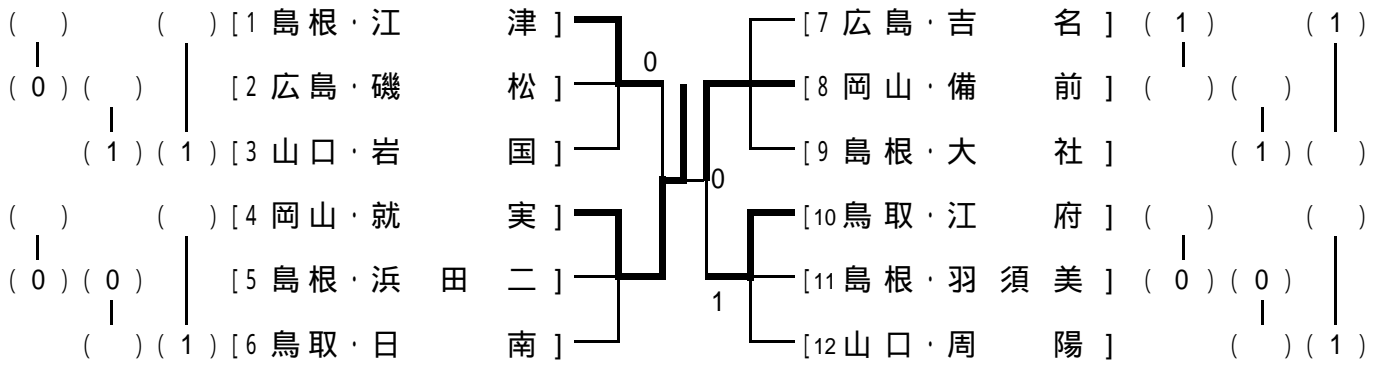 (   ) (   ) [1 島根・江 津 ] [7 広島・吉 名 ] ( 1 ) ( 1 )
0
( 0 ) (   ) [2 広島・磯 松 ] [8 岡山・備 前 ] (   ) (   )
( 1 ) ( 1 ) [3 山口・岩 国 ] [9 島根・大 社 ] ( 1 ) (   )
0
(   ) (   ) [4 岡山・就 実 ] [10 鳥取・江 府 ] (   ) (   )
( 0 ) ( 0 ) [5 島根・浜 田 二 ] [11 島根・羽 須 美 ] ( 0 ) ( 0 )
1
(   ) ( 1 ) [6 鳥取・日 南 ] [12 山口・周 陽 ] (   ) ( 1 )